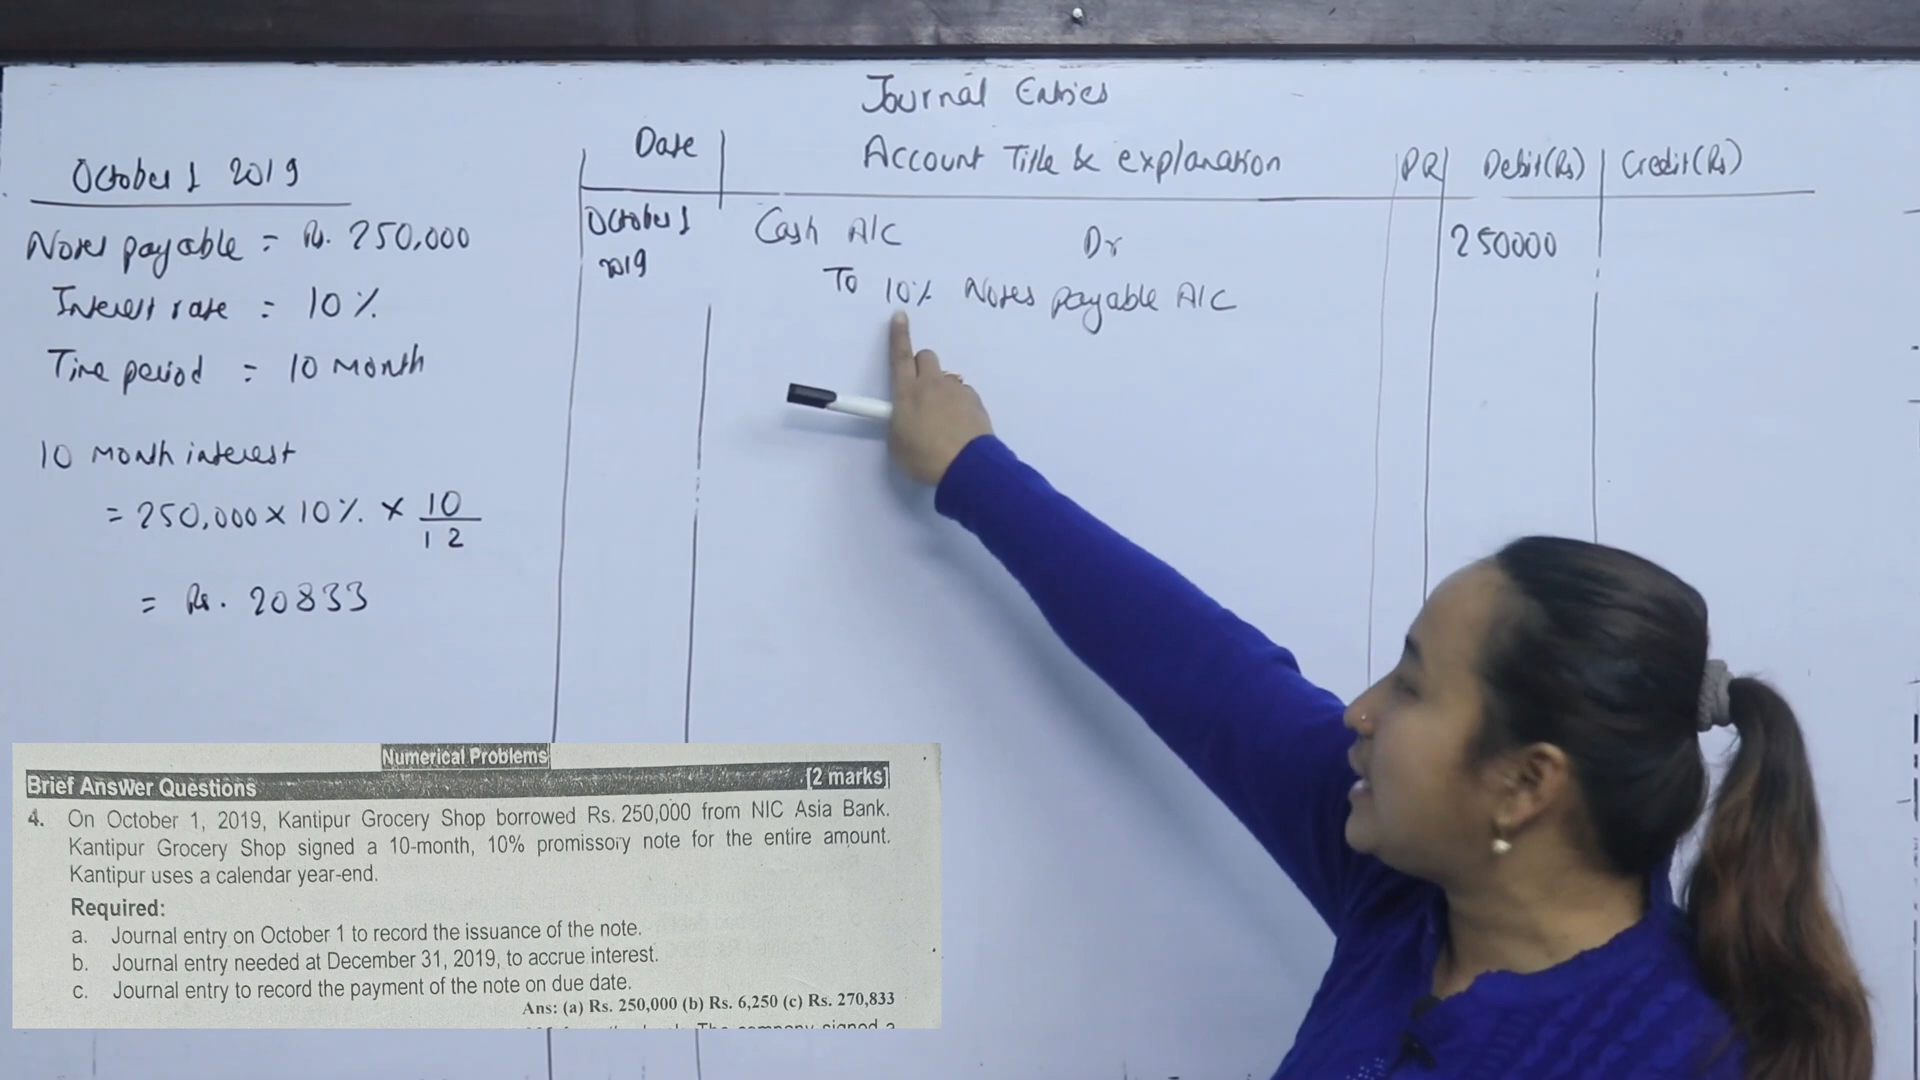 Journal Entries
October 1 2019
Notes payable = Rs. 250,000
Interest rate = 10%
Time period = 10 Month
10 Month interest
= 250,000 × 10% × 10/12
= Rs. 20833
Date
Account Title & explanation
PR
Debit(Rs)
Credit(Rs)
October 1
2019
Cash A/C Dr
250000
To 10% Notes payable A/C
Numerical Problems
Brief Answer Questions [2 marks]
4. On October 1, 2019, Kantipur Grocery Shop borrowed Rs. 250,000 from NIC Asia Bank.
Kantipur Grocery Shop signed a 10-month, 10% promissory note for the entire amount.
Kantipur uses a calendar year-end.
Required:
a. Journal entry on October 1 to record the issuance of the note.
b. Journal entry needed at December 31, 2019, to accrue interest.
c. Journal entry to record the payment of the note on due date.
Ans: (a) Rs. 250,000 (b) Rs. 6,250 (c) Rs. 270,833